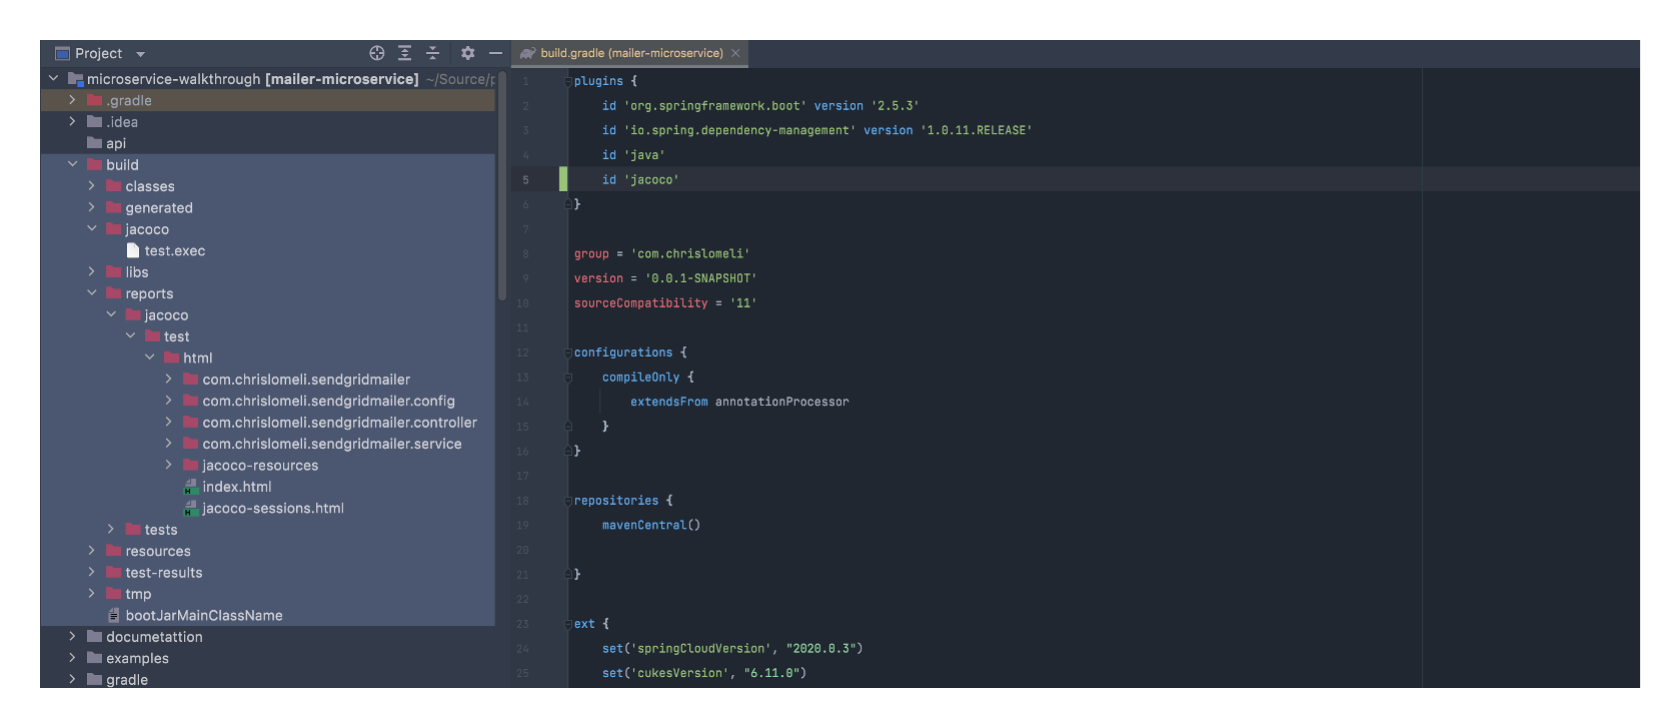 Project
build.gradle (mailer-microservice)
microservice-walkthrough [mailer-microservice] ~/Source/p
.gradle
.idea
api
build
classes
generated
jacoco
test.exec
libs
reports
jacoco
test
html
com.chrislomeli.sendgridmailer
com.chrislomeli.sendgridmailer.config
com.chrislomeli.sendgridmailer.controller
com.chrislomeli.sendgridmailer.service
jacoco-resources
index.html
jacoco-sessions.html
tests
resources
test-results
tmp
bootJarMainClassName
documetattion
examples
gradle
1 plugins {
2 id 'org.springframework.boot' version '2.5.3'
3 id 'io.spring.dependency-management' version '1.0.11.RELEASE'
4 id 'java'
5 id 'jacoco'
6 }
7
8 group = 'com.chrislomeli'
9 version = '0.0.1-SNAPSHOT'
10 sourceCompatibility = '11'
11
12 configurations {
13 compileOnly {
14 extendsFrom annotationProcessor
15 }
16 }
17
18 repositories {
19 mavenCentral()
20
21 }
22
23 ext {
24 set('springCloudVersion', "2020.0.3")
25 set('cukesVersion', "6.11.0")